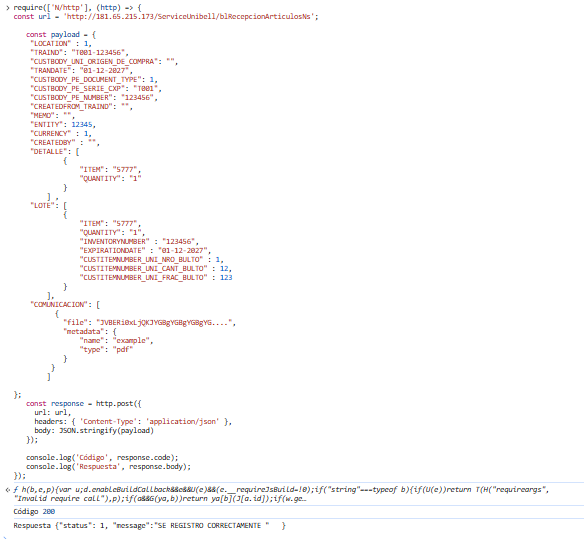 > require(['N/http'], (http) => {
const url = 'http://181.65.215.173/ServiceUnibell/blRecepcionArticulosNs';
const payload = {
"LOCATION" : 1,
"TRAIND": "T001-123456",
"CUSTBODY_UNI_ORIGEN_DE_COMPRA": "",
"TRANDATE": "01-12-2027",
"CUSTBODY_PE_DOCUMENT_TYPE": 1,
"CUSTBODY_PE_SERIE_CXP": "T001",
"CUSTBODY_PE_NUMBER": "123456",
"CREATEDFROM_TRAIND": "",
"MEMO": "",
"ENTITY": 12345,
"CURRENCY" : 1,
"CREATEDBY" : "",
"DETALLE": [
{
"ITEM": "5777",
"QUANTITY": "1"
}
] ,
"LOTE": [
{
"ITEM": "5777",
"QUANTITY": "1",
"INVENTORYNUMBER" : "123456",
"EXPIRATIONDATE" : "01-12-2027",
"CUSTITEMNUMBER_UNI_NRO_BULTO" : 1,
"CUSTITEMNUMBER_UNI_CANT_BULTO" : 12,
"CUSTITEMNUMBER_UNI_FRAC_BULTO" : 123
}
],
"COMUNICACION": [
{
"file": "JVBERi0xLjQKJYGBgYGBgYGBgYG....",
"metadata": {
"name": "example",
"type": "pdf"
}
}
]
};
const response = http.post({
url: url,
headers: { 'Content-Type': 'application/json' },
body: JSON.stringify(payload)
});
console.log('Código', response.code);
console.log('Respuesta', response.body);
});
ƒ h(b,e,p){var u;d.enableBuildCallback&&e&&U(e)&&(e.__requireJsBuild=!0);if("string"===typeof b){if(U(e))return T(H("requireargs",
"Invalid require call"),p);if(a&&G(ya,b))return ya[b](J[a.id]);if(w.ge…
Código 200
Respuesta {"status": 1, "message":"SE REGISTRO CORRECTAMENTE " }
>